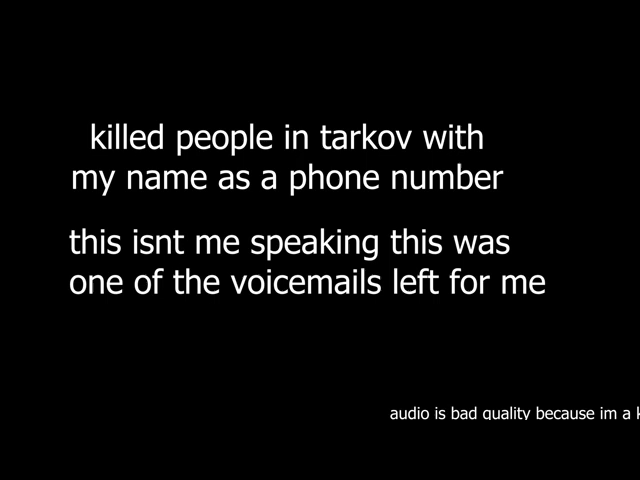 killed people in tarkov with
my name as a phone number
this isnt me speaking this was
one of the voicemails left for me
audio is bad quality because im a